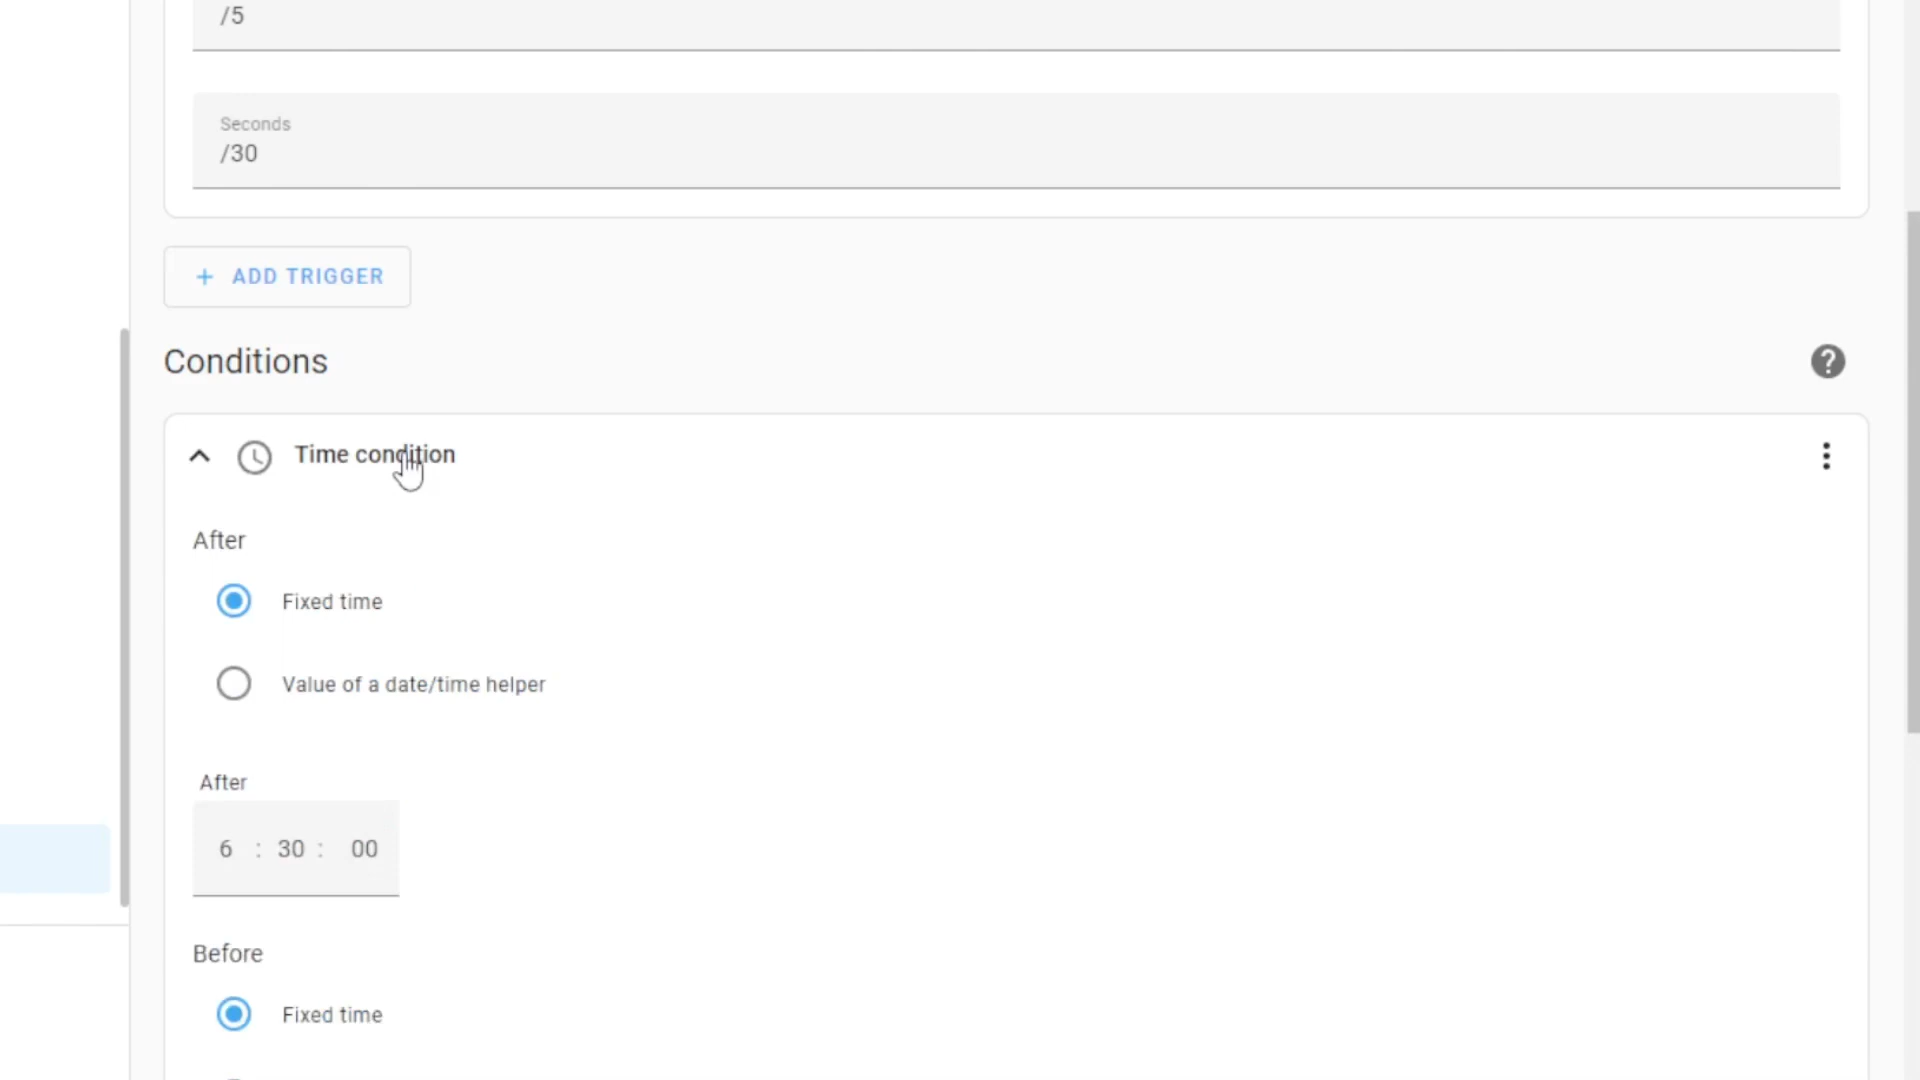 /5
Seconds
/30
+ ADD TRIGGER
Conditions
?
Time condition
After
Fixed time
Value of a date/time helper
After
6 : 30 : 00
Before
Fixed time